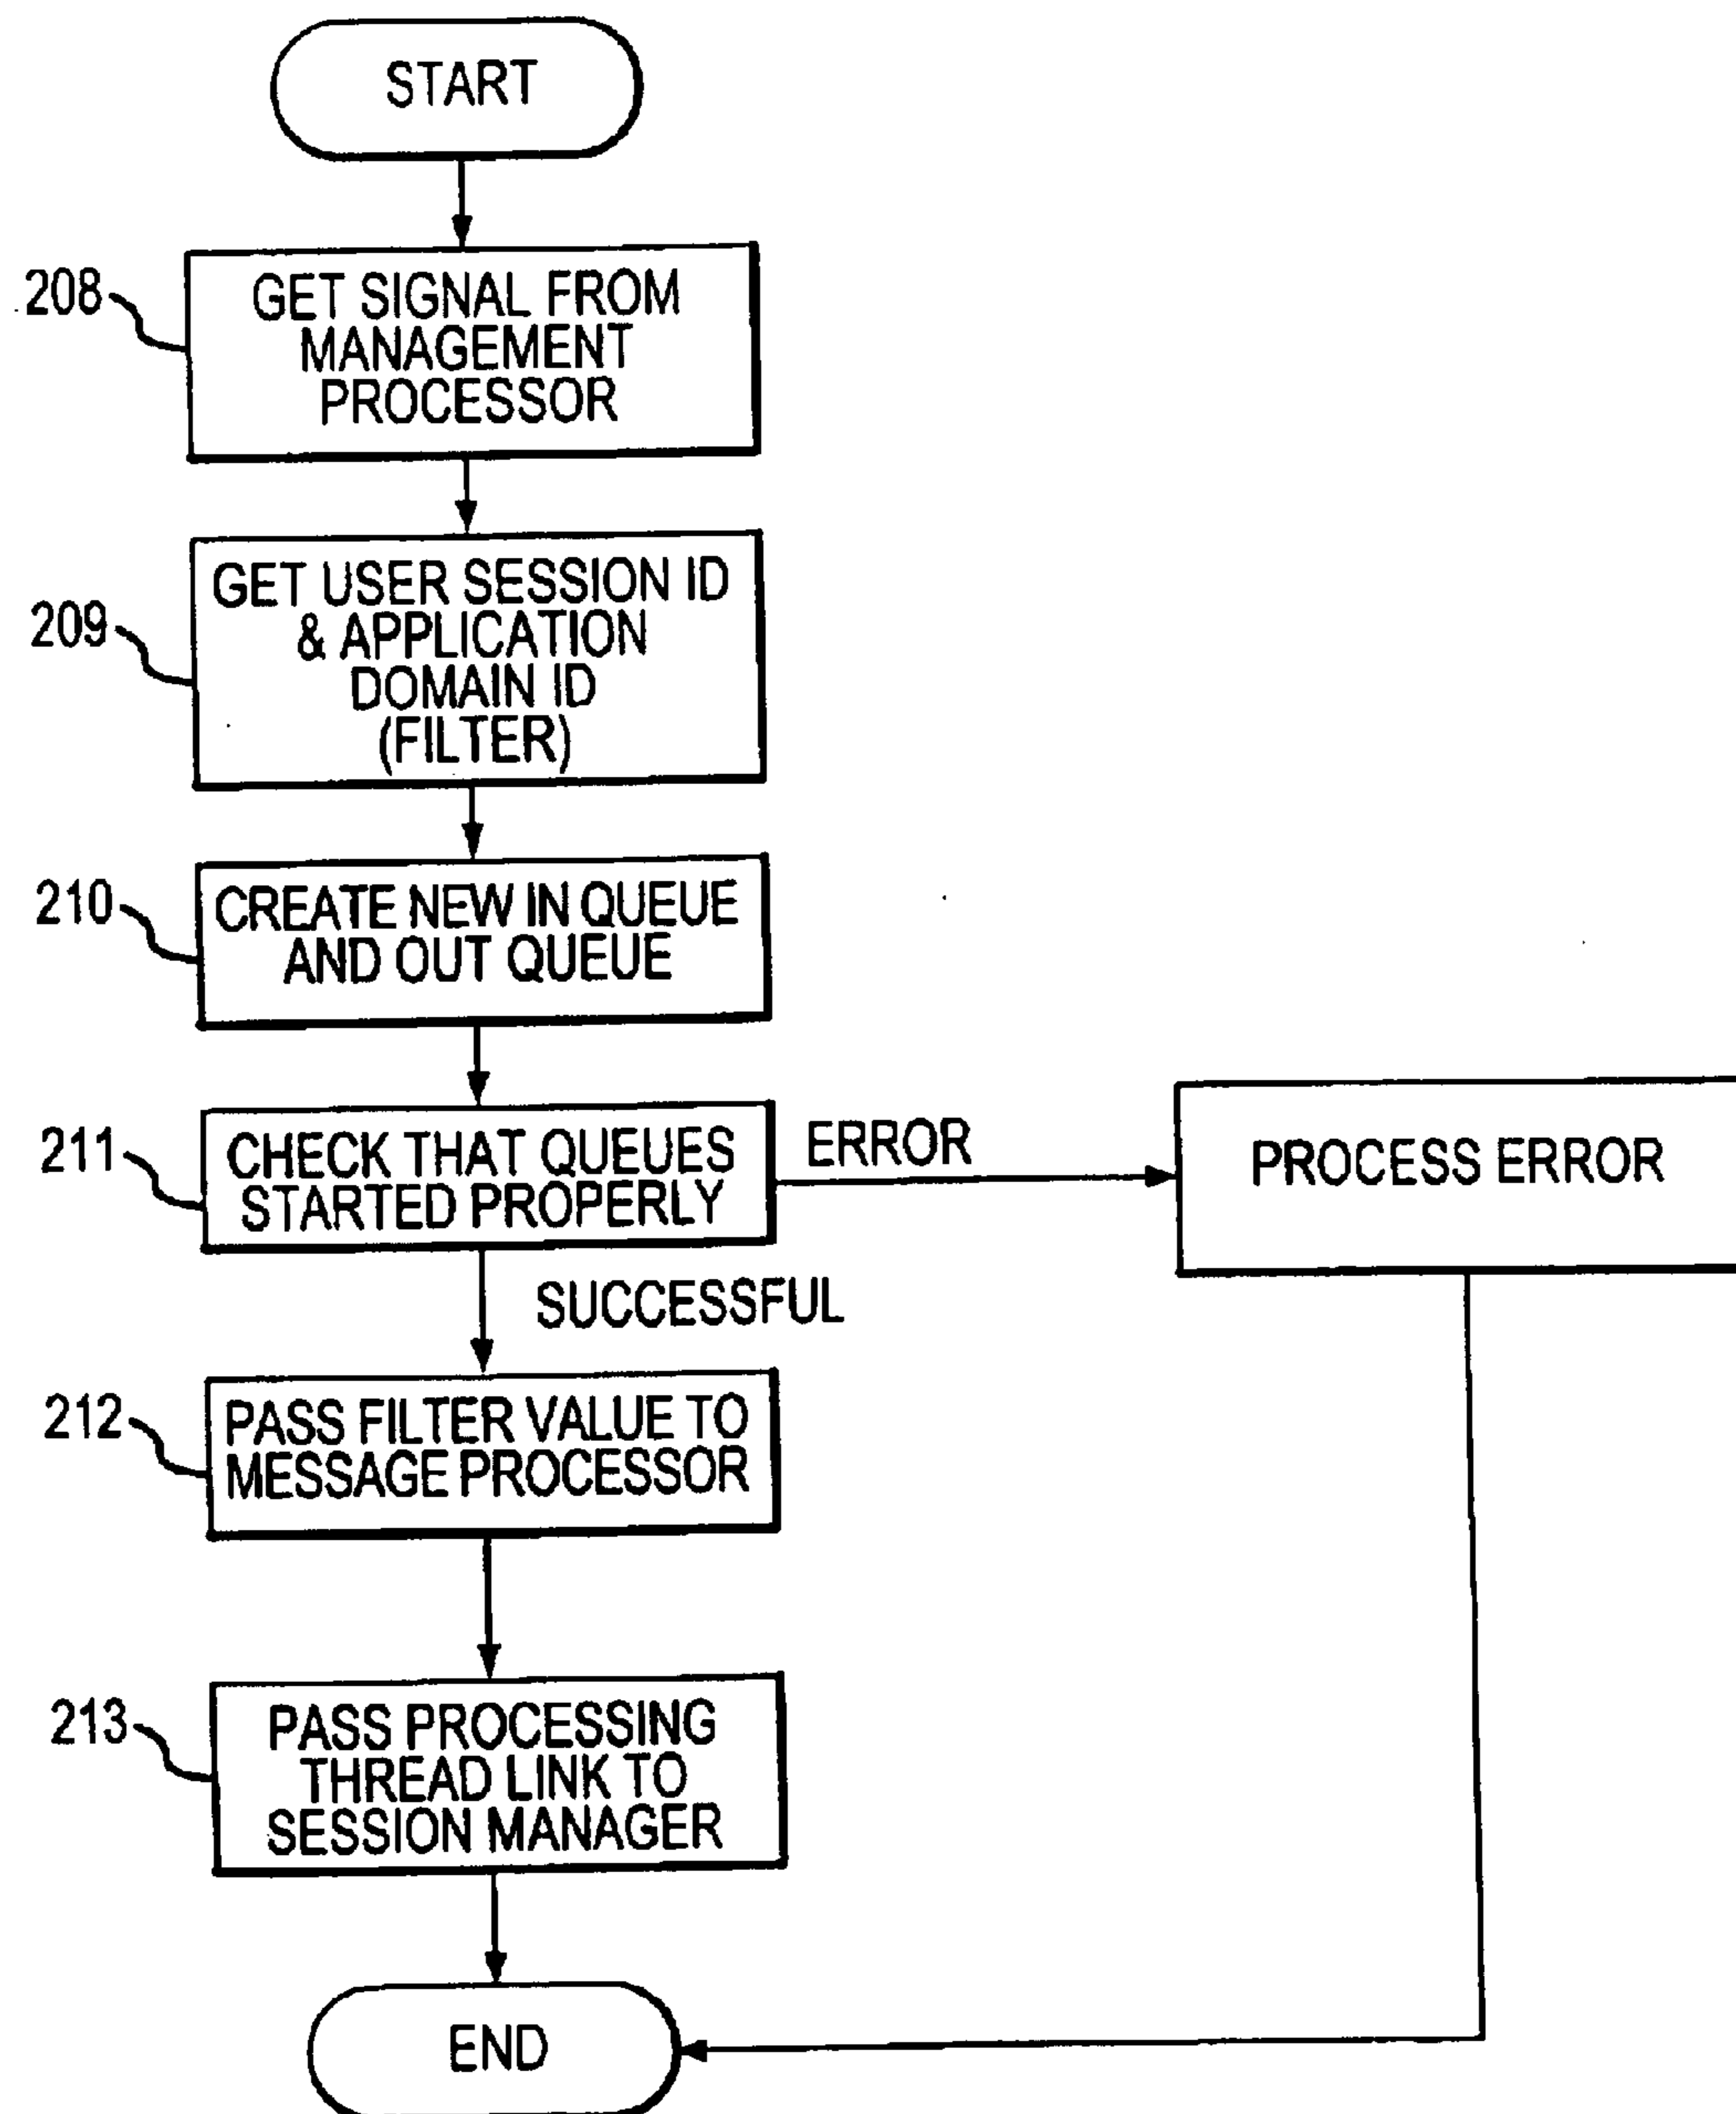 START
208
GET SIGNAL FROM
MANAGEMENT
PROCESSOR
209
GET USER SESSION ID
& APPLICATION
DOMAIN ID
(FILTER)
210
CREATE NEW IN QUEUE
AND OUT QUEUE
211
CHECK THAT QUEUES
STARTED PROPERLY
ERROR
PROCESS ERROR
SUCCESSFUL
212
PASS FILTER VALUE TO
MESSAGE PROCESSOR
213
PASS PROCESSING
THREAD LINK TO
SESSION MANAGER
END